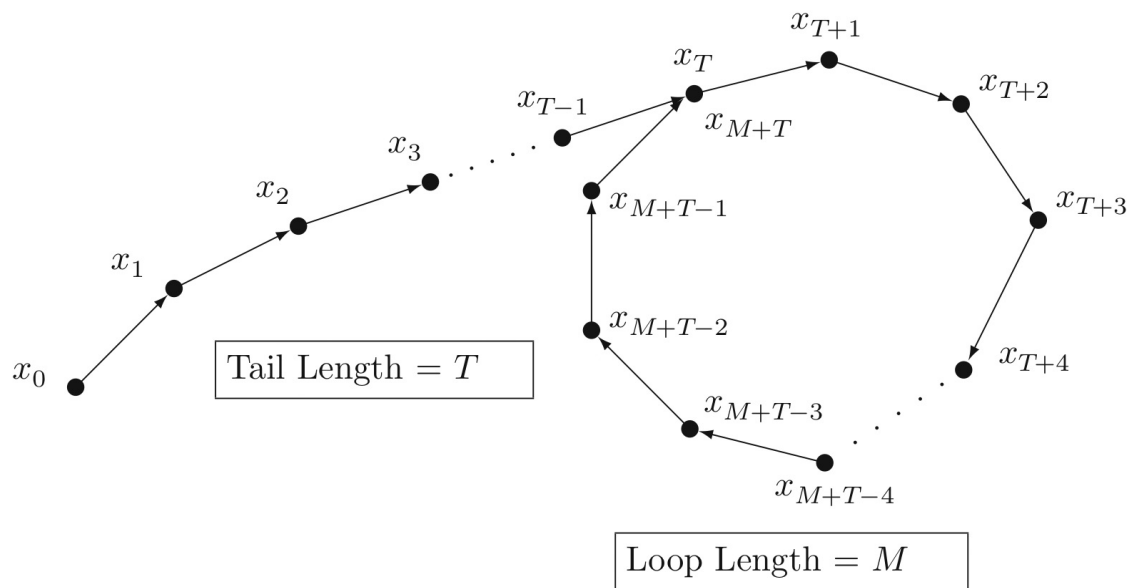 x_{T+1}
x_T
x_{T+2}
x_{T-1}
x_{M+T}
x_3
x_2
x_{M+T-1}
x_{T+3}
x_1
x_{M+T-2}
x_0
Tail Length = T
x_{T+4}
x_{M+T-3}
x_{M+T-4}
Loop Length = M